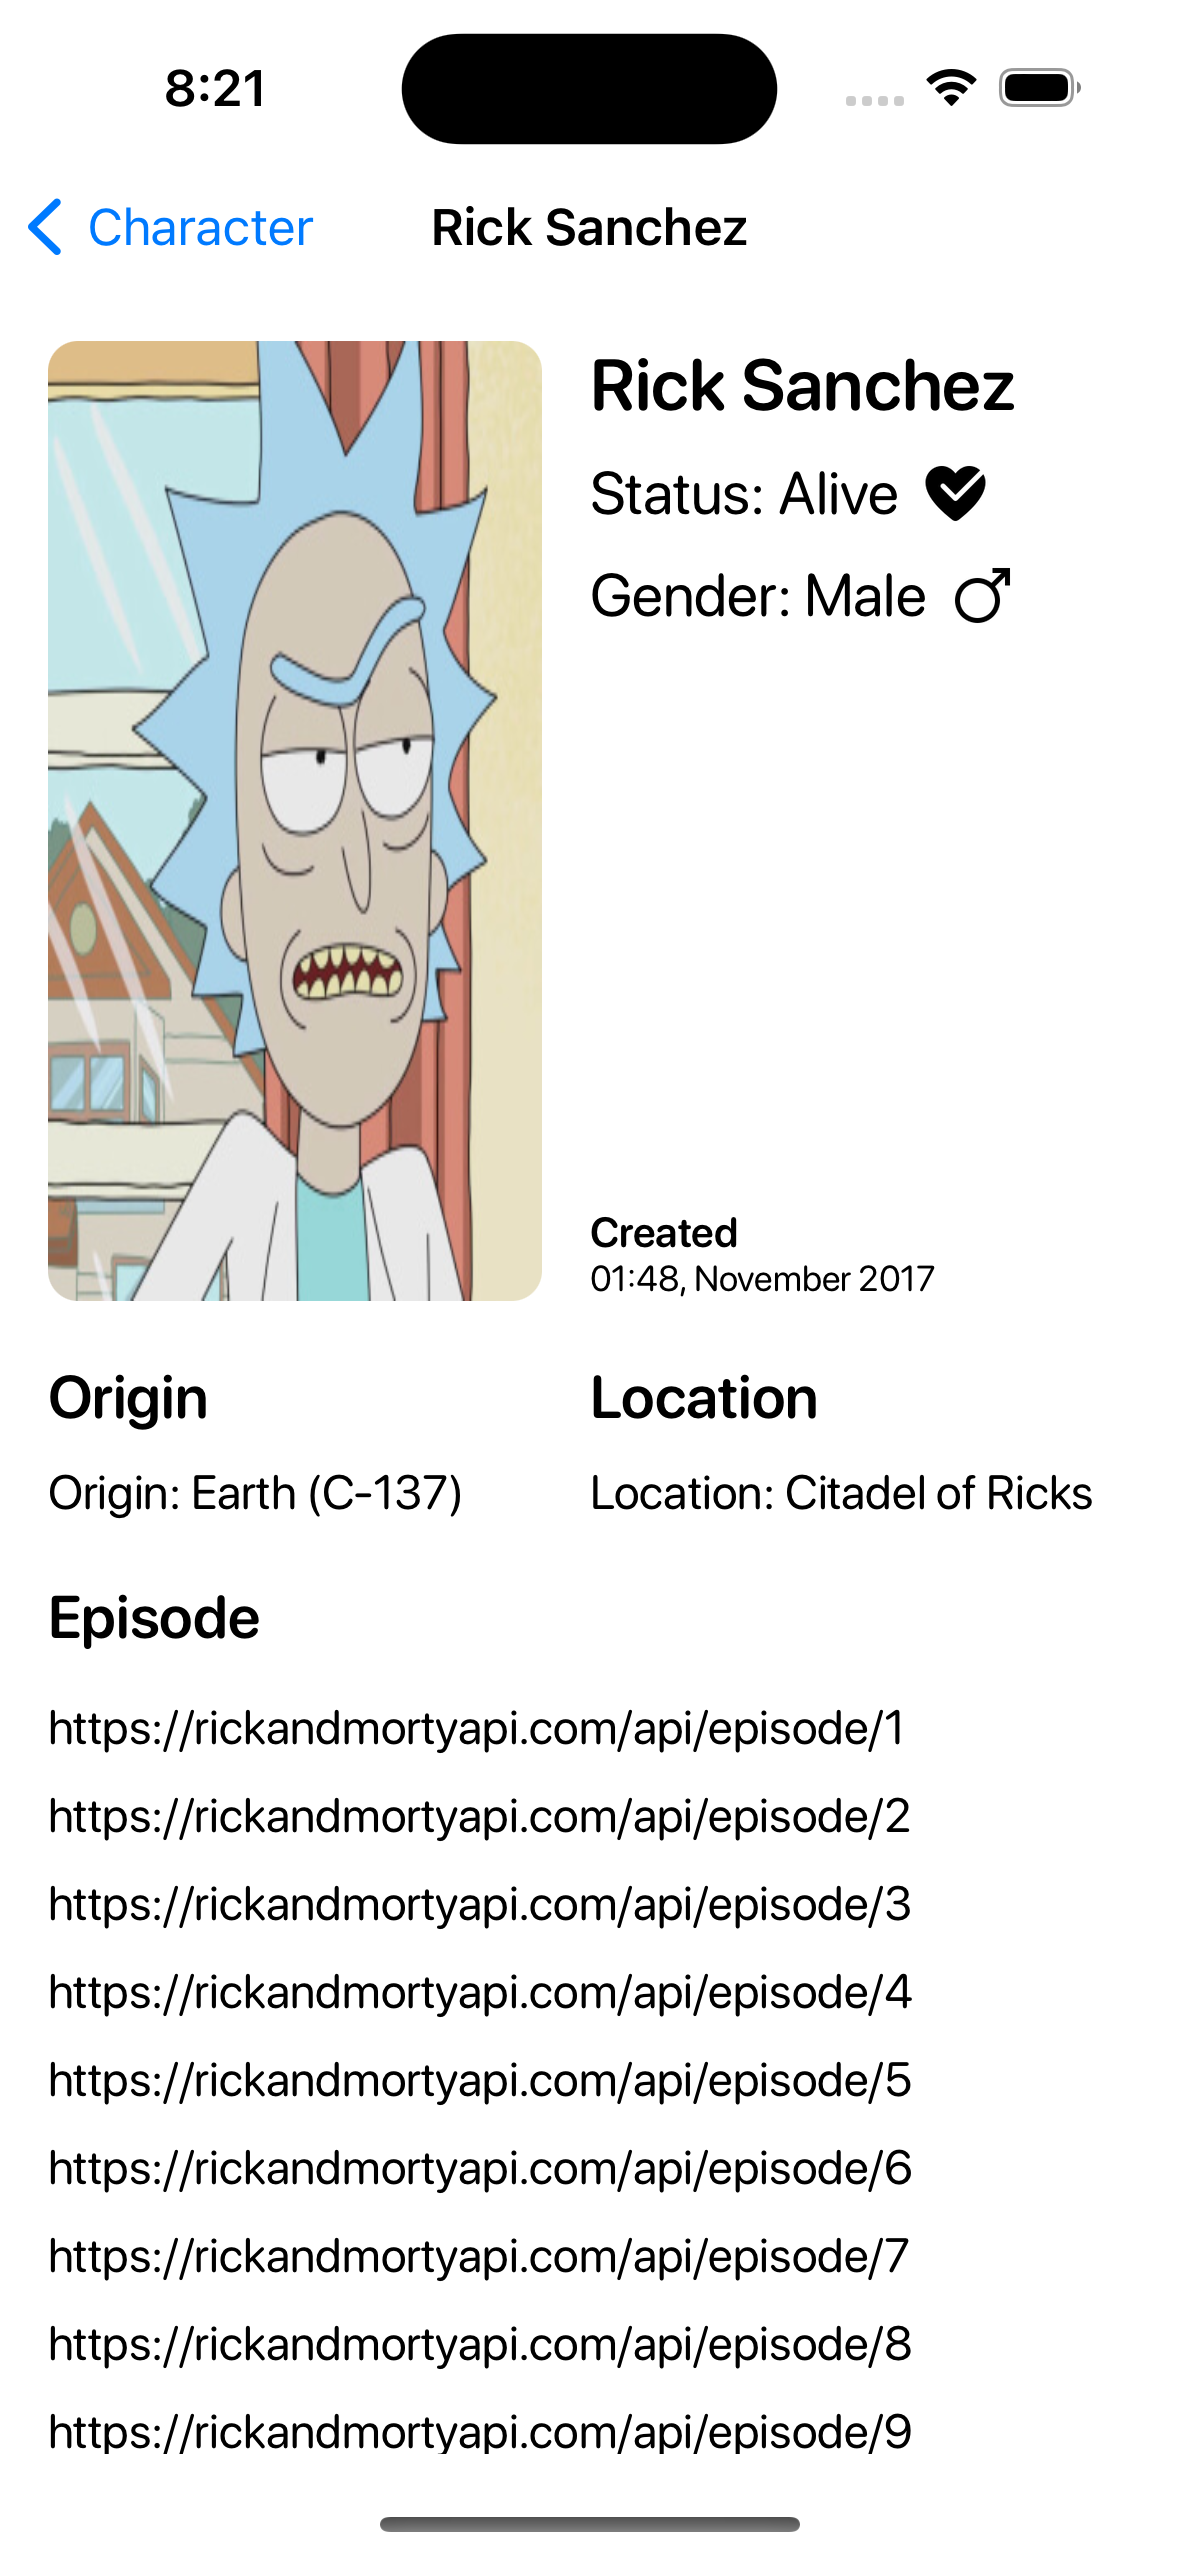 8:21
Character
Rick Sanchez
Rick Sanchez
Status: Alive
Gender: Male
Created
01:48, November 2017
Origin
Location
Origin: Earth (C-137)
Location: Citadel of Ricks
Episode
https://rickandmortyapi.com/api/episode/1
https://rickandmortyapi.com/api/episode/2
https://rickandmortyapi.com/api/episode/3
https://rickandmortyapi.com/api/episode/4
https://rickandmortyapi.com/api/episode/5
https://rickandmortyapi.com/api/episode/6
https://rickandmortyapi.com/api/episode/7
https://rickandmortyapi.com/api/episode/8
https://rickandmortyapi.com/api/episode/9